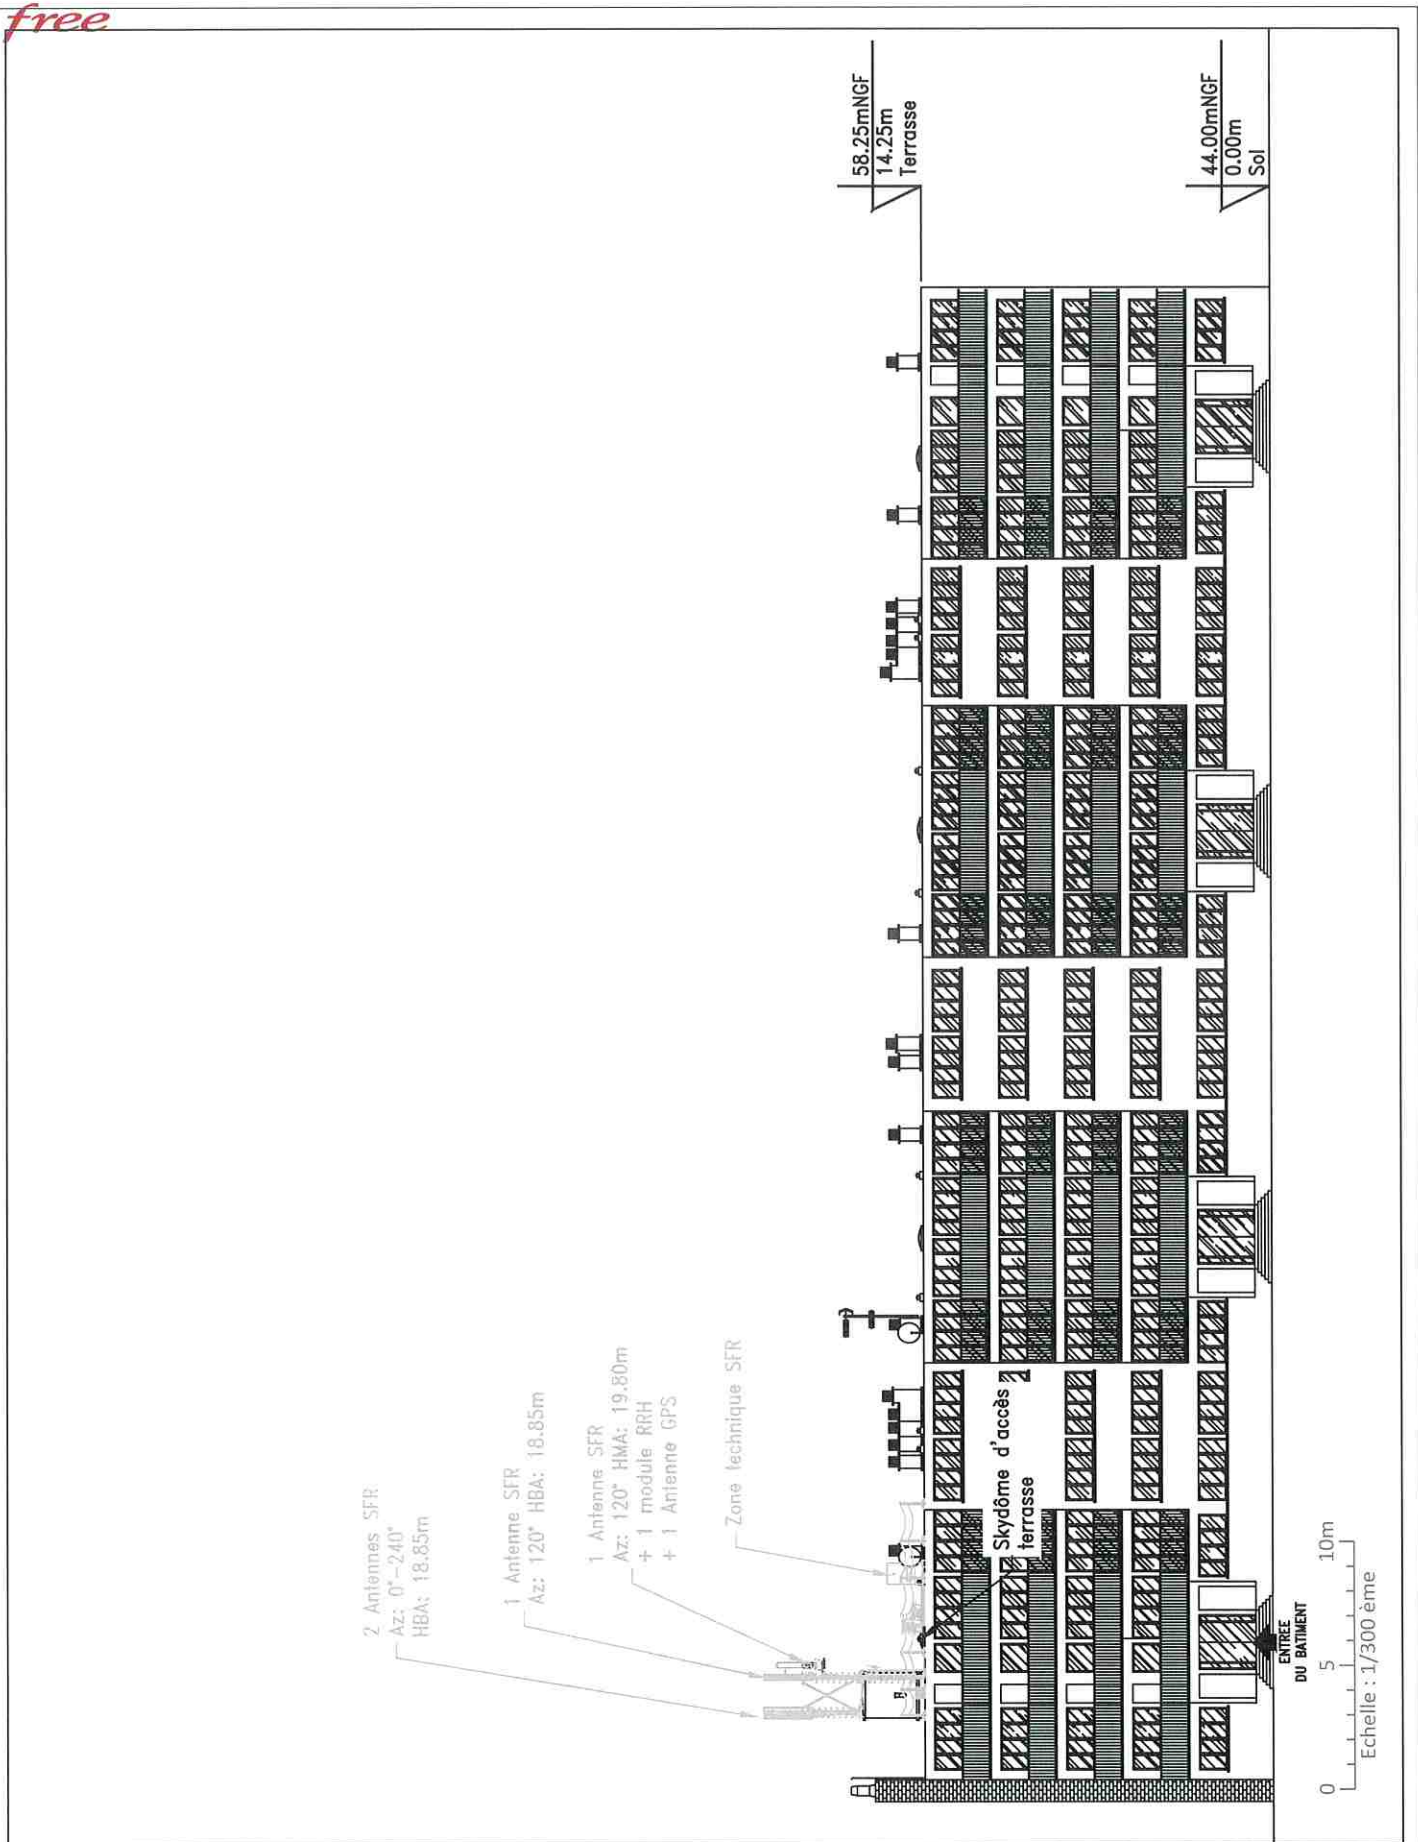 free
2 Antennes SFR
Az: 0°-240°
HBA: 18.85m
1 Antenne SFR
Az: 120° HBA: 18.85m
1 Antenne SFR
Az: 120° HMA: 19.80m
+ 1 module RRH
+ 1 Antenne GPS
Zone technique SFR
58.25mNGF
14.25m
Terrasse
44.00mNGF
0.00m
Sol
Skydôme d'accès
terrasse
ENTREE
DU BATIMENT
0 5 10m
Echelle : 1/300 ème